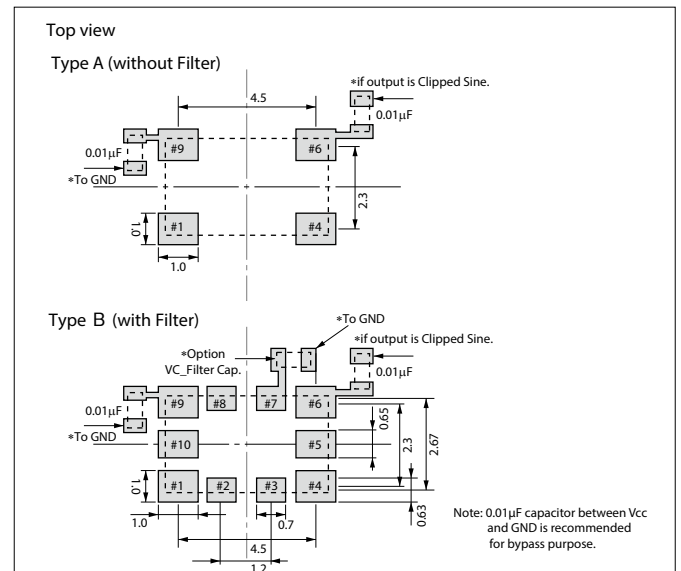 Top view
Type A (without Filter)
*if output is Clipped Sine.
4.5
0.01µF
#9
#6
0.01µF
*To GND
2.3
1.0
#1
#4
1.0
Type B (with Filter)
*To GND
*Option
VC_Filter Cap.
*if output is Clipped Sine.
0.01µF
#9
#8
#7
#6
0.01µF
*To GND
#10
#5
0.65
2.3
2.67
1.0
#1
#2
#3
#4
1.0
0.7
0.63
4.5
1.2
Note: 0.01µF capacitor between Vcc
and GND is recommended
for bypass purpose.